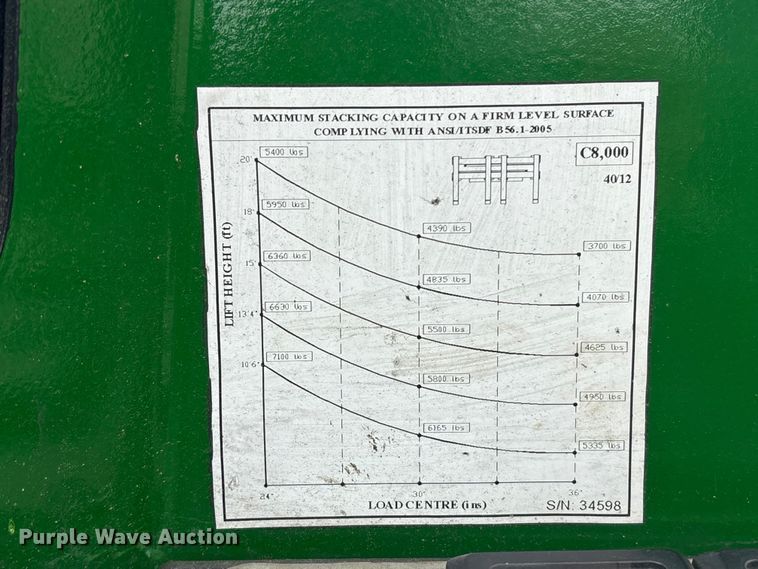 MAXIMUM STACKING CAPACITY ON A FIRM LEVEL SURFACE
COMPLYING WITH ANSI/ITSDF B56.1-2005
C8,000
40/12
20'
5400 lbs
18'
5950 lbs
4390 lbs
3700 lbs
15'
6360 lbs
4835 lbs
4070 lbs
13'4"
6630 lbs
5500 lbs
4625 lbs
10'6"
7100 lbs
5800 lbs
4950 lbs
6165 lbs
5335 lbs
LIFT HEIGHT (ft)
24"
30"
36"
LOAD CENTRE (ins)
S/N: 34598
Purple Wave Auction